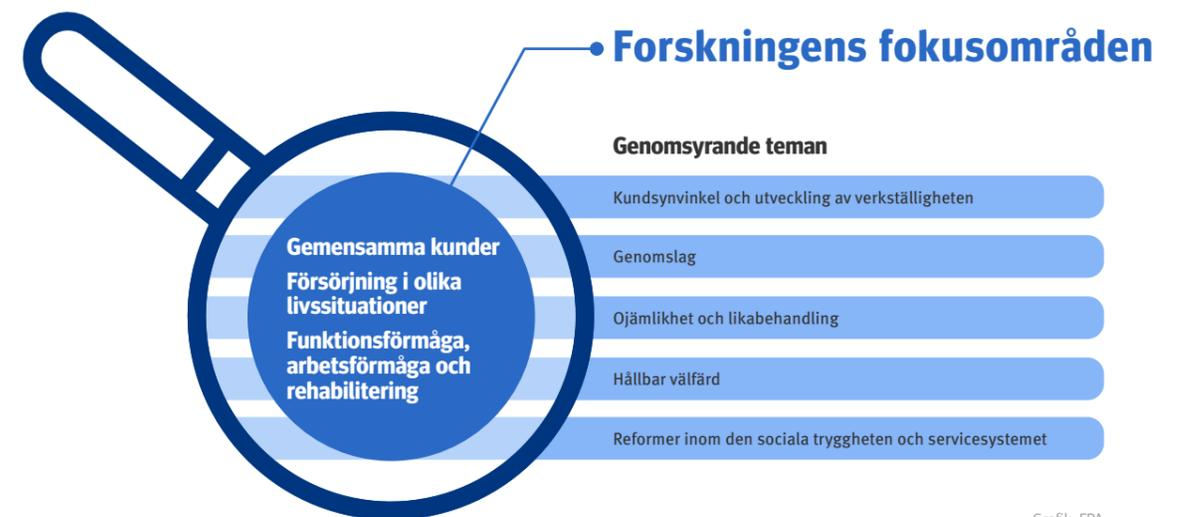 Forskningens fokusområden
Genomsyrande teman
Kundsynvinkel och utveckling av verkställigheten
Genomslag
Ojämlikhet och likabehandling
Hållbar välfärd
Reformer inom den sociala tryggheten och servicesystemet
Gemensamma kunder
Försörjning i olika
livssituationer
Funktionsförmåga,
arbetsförmåga och
rehabilitering